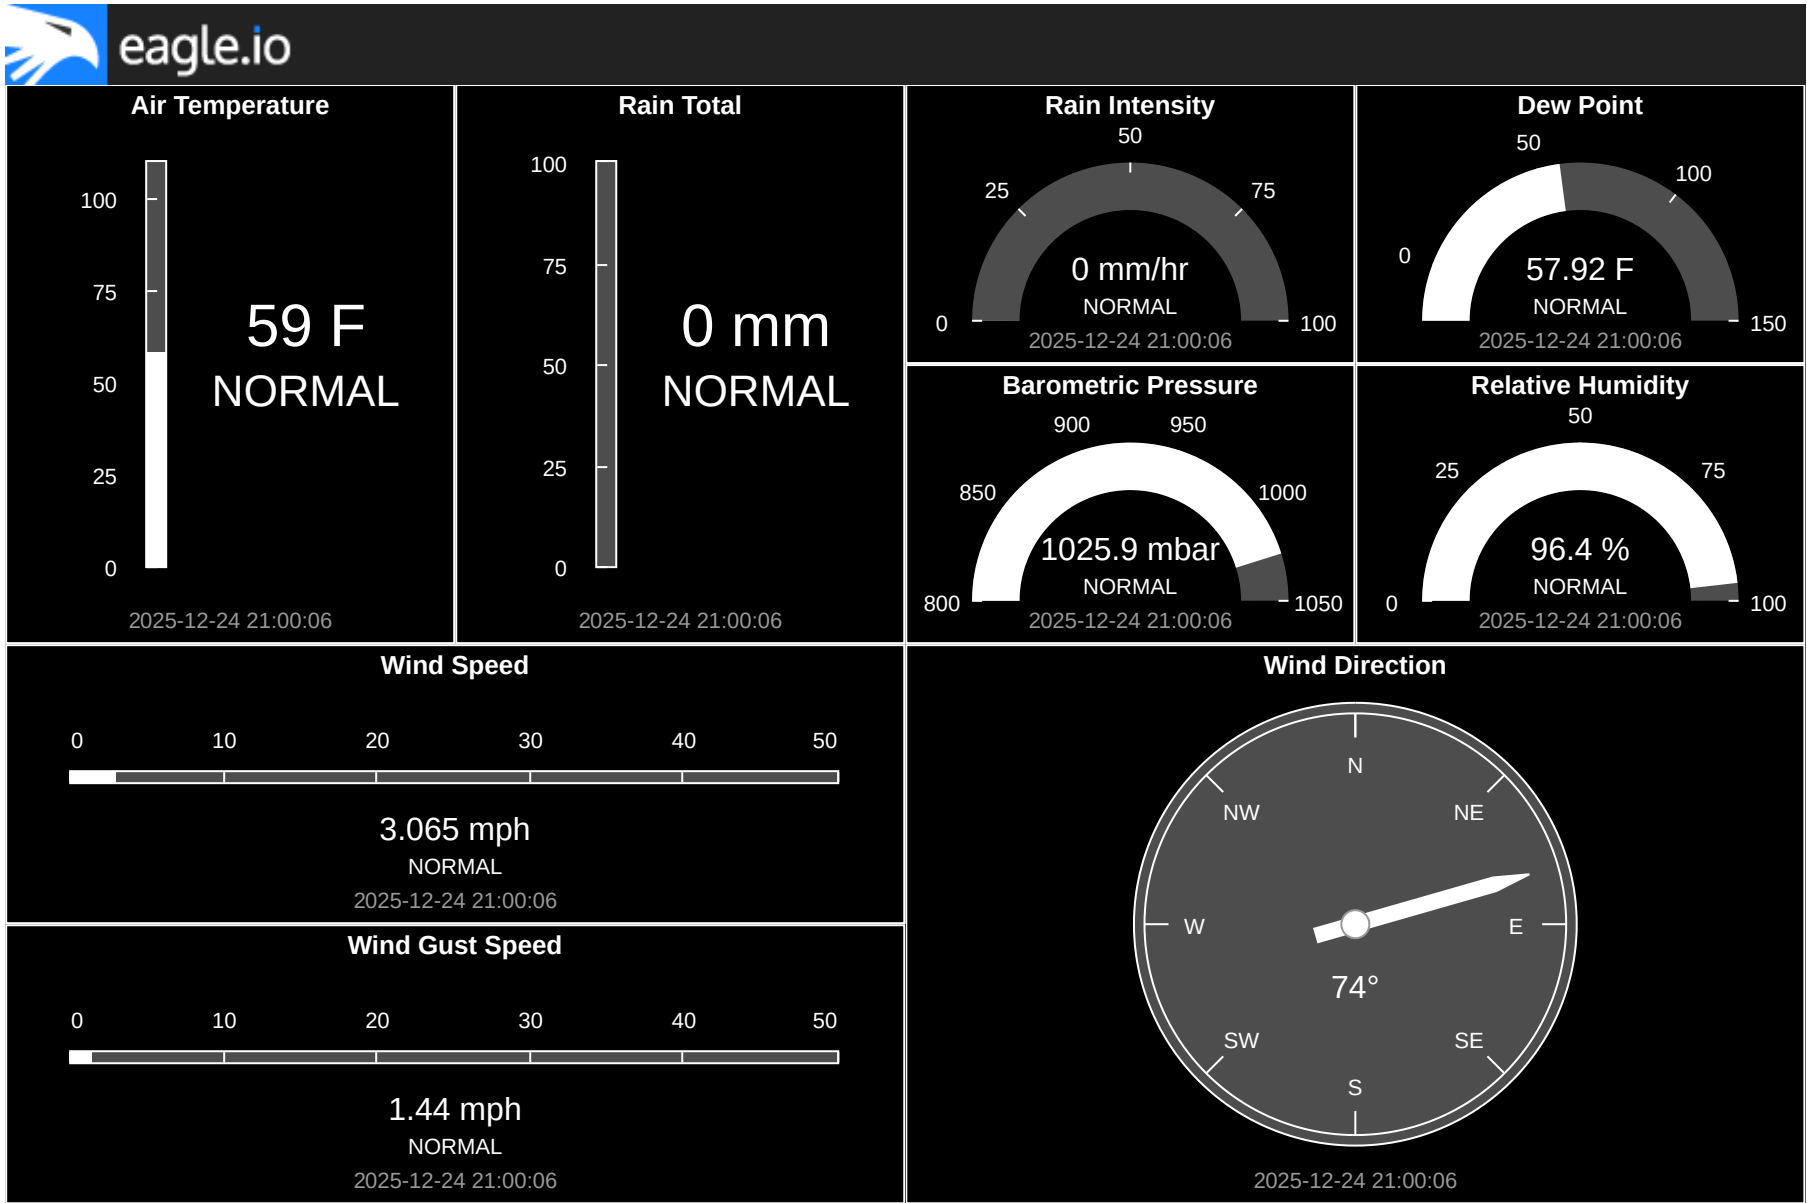 eagle.io
Air Temperature
100
75
50
25
0
59 F
NORMAL
2025-12-24 21:00:06
Rain Total
100
75
50
25
0
0 mm
NORMAL
2025-12-24 21:00:06
Rain Intensity
0
25
50
75
100
0 mm/hr
NORMAL
2025-12-24 21:00:06
Dew Point
0
50
100
150
57.92 F
NORMAL
2025-12-24 21:00:06
Barometric Pressure
800
850
900
950
1000
1050
1025.9 mbar
NORMAL
2025-12-24 21:00:06
Relative Humidity
0
25
50
75
100
96.4 %
NORMAL
2025-12-24 21:00:06
Wind Speed
0 10 20 30 40 50
3.065 mph
NORMAL
2025-12-24 21:00:06
Wind Gust Speed
0 10 20 30 40 50
1.44 mph
NORMAL
2025-12-24 21:00:06
Wind Direction
N
NW NE
W E
74°
SW SE
S
2025-12-24 21:00:06